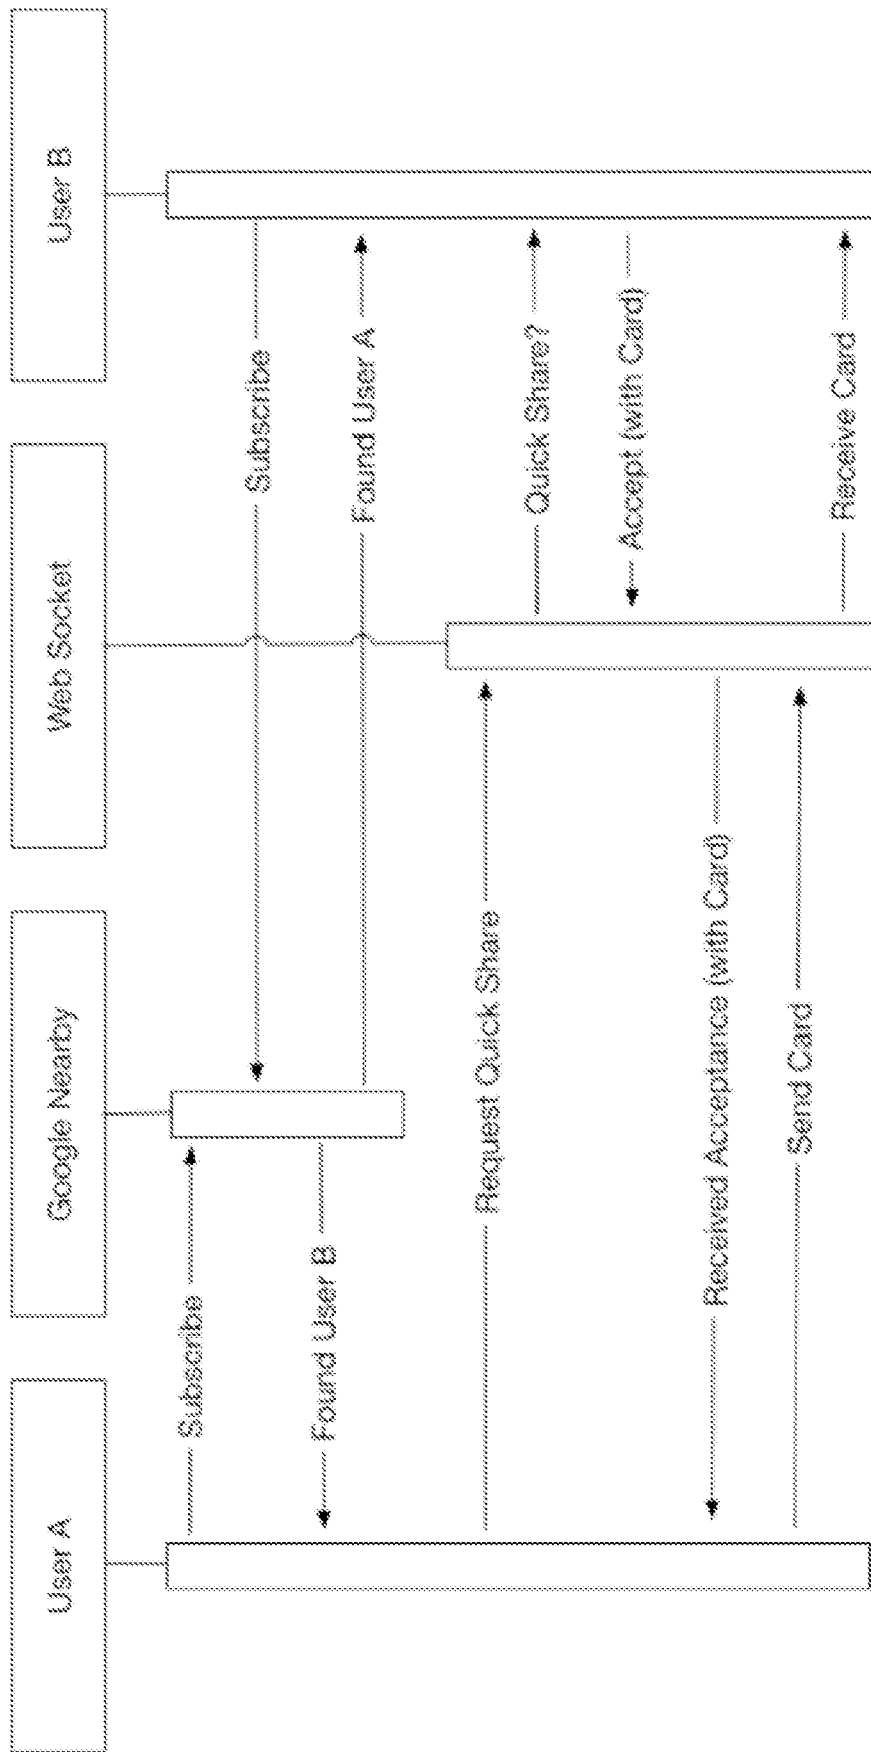 User A
Google Nearby
Web Socket
User B
Subscribe
Subscribe
Found User B
Found User A
Request Quick Share
Quick Share?
Accept (with Card)
Received Acceptance (with Card)
Send Card
Receive Card